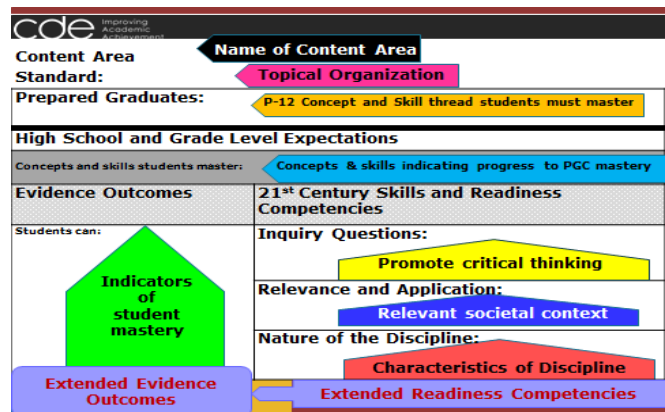 cde Improving
Academic
Achievement
Content Area
Name of Content Area
Standard:
Topical Organization
Prepared Graduates:
P-12 Concept and Skill thread students must master
High School and Grade Level Expectations
Concepts and skills students master:
Concepts & skills indicating progress to PGC mastery
Evidence Outcomes
21st Century Skills and Readiness
Competencies
Students can:
Indicators
of
student
mastery
Inquiry Questions:
Promote critical thinking
Relevance and Application:
Relevant societal context
Nature of the Discipline:
Characteristics of Discipline
Extended Evidence
Outcomes
Extended Readiness Competencies